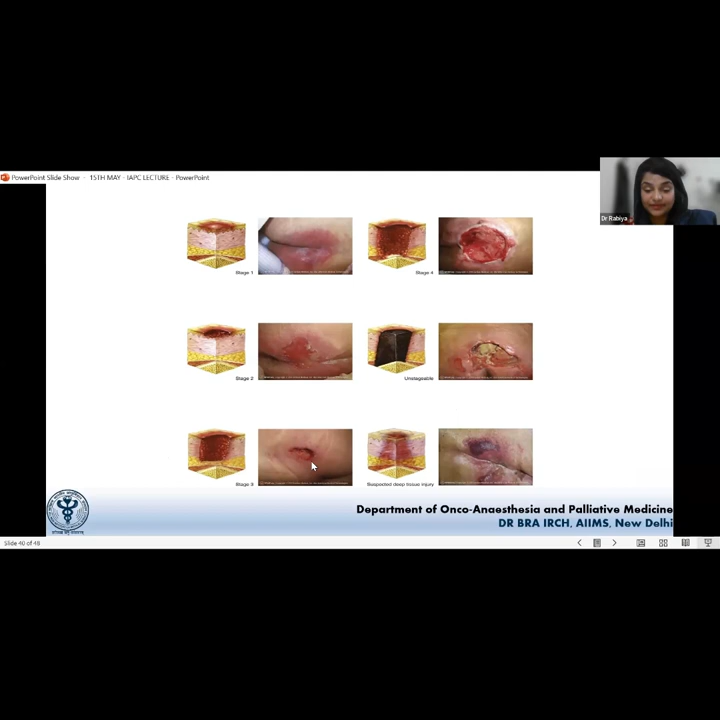 PowerPoint Slide Show - 15TH MAY - IAPC LECTURE - PowerPoint
Dr Rabiya
Stage 1
Stage 4
Stage 2
Unstageable
Stage 3
Suspected deep tissue injury
Department of Onco-Anaesthesia and Palliative Medicine
DR BRA IRCH, AIIMS, New Delhi
Slide 40 of 48